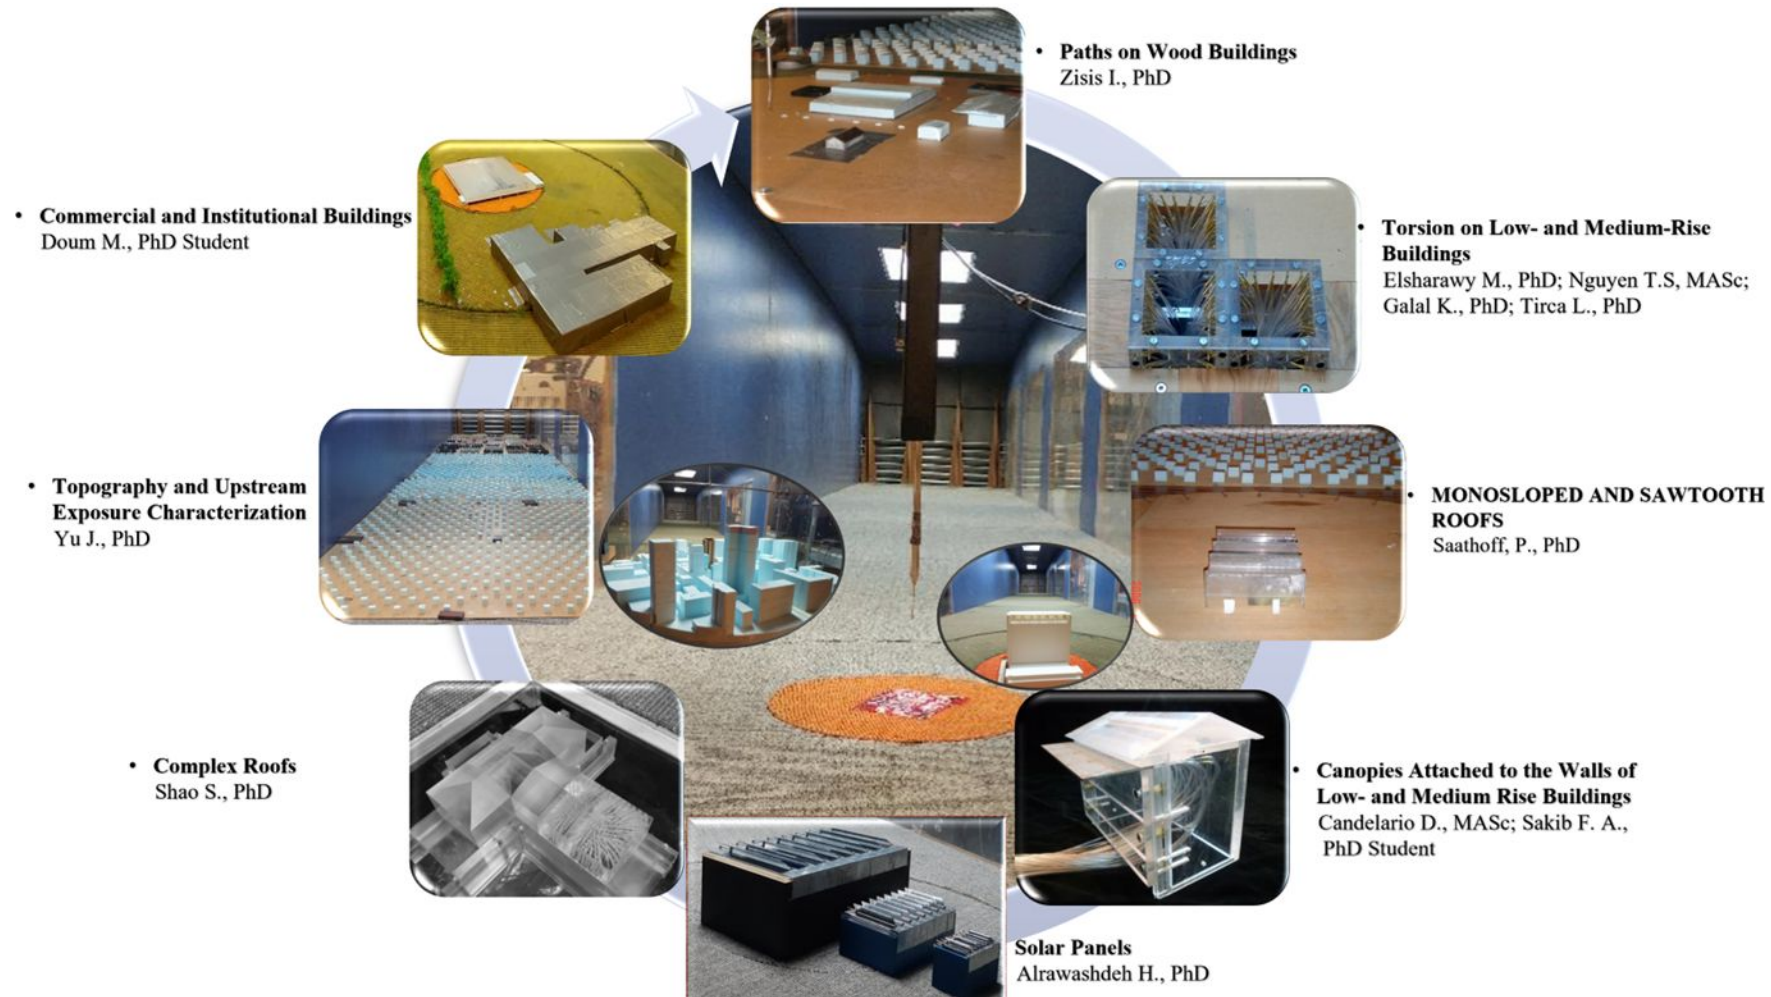 • Paths on Wood Buildings
Zisis I., PhD
• Torsion on Low- and Medium-Rise
Buildings
Elsharawy M., PhD; Nguyen T.S, MASc;
Galal K., PhD; Tirca L., PhD
• MONOSLOPED AND SAWTOOTH
ROOFS
Saathoff, P., PhD
• Canopies Attached to the Walls of
Low- and Medium Rise Buildings
Candelario D., MASc; Sakib F. A.,
PhD Student
Solar Panels
Alrawashdeh H., PhD
• Complex Roofs
Shao S., PhD
• Topography and Upstream
Exposure Characterization
Yu J., PhD
• Commercial and Institutional Buildings
Doum M., PhD Student